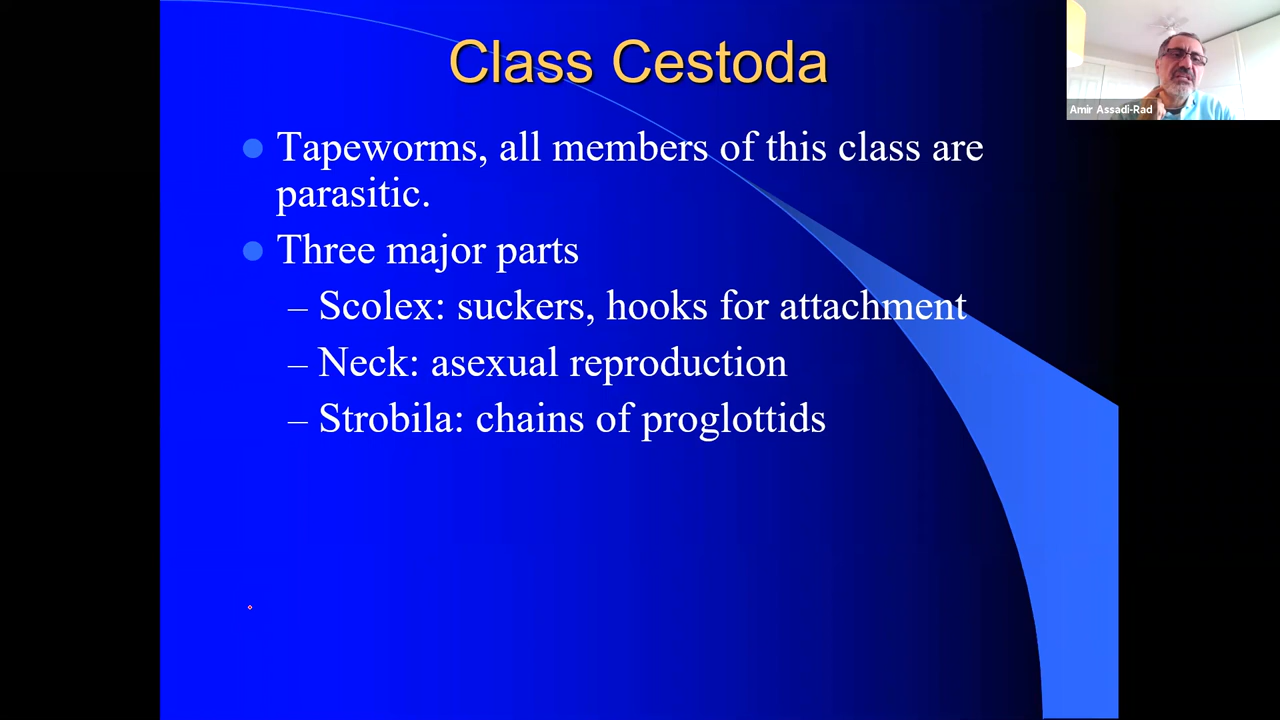 Class Cestoda
Amir Assadi-Rad
Tapeworms, all members of this class are
parasitic.
Three major parts
– Scolex: suckers, hooks for attachment
– Neck: asexual reproduction
– Strobila: chains of proglottids